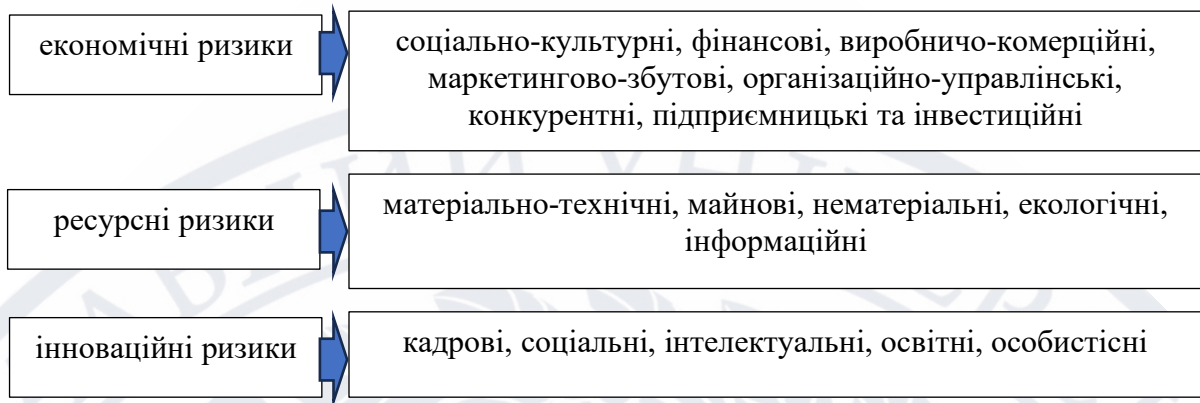 економічні ризики
соціально-культурні, фінансові, виробничо-комерційні,
маркетингово-збутові, організаційно-управлінські,
конкурентні, підприємницькі та інвестиційні
ресурсні ризики
матеріально-технічні, майнові, нематеріальні, екологічні,
інформаційні
інноваційні ризики
кадрові, соціальні, інтелектуальні, освітні, особистісні